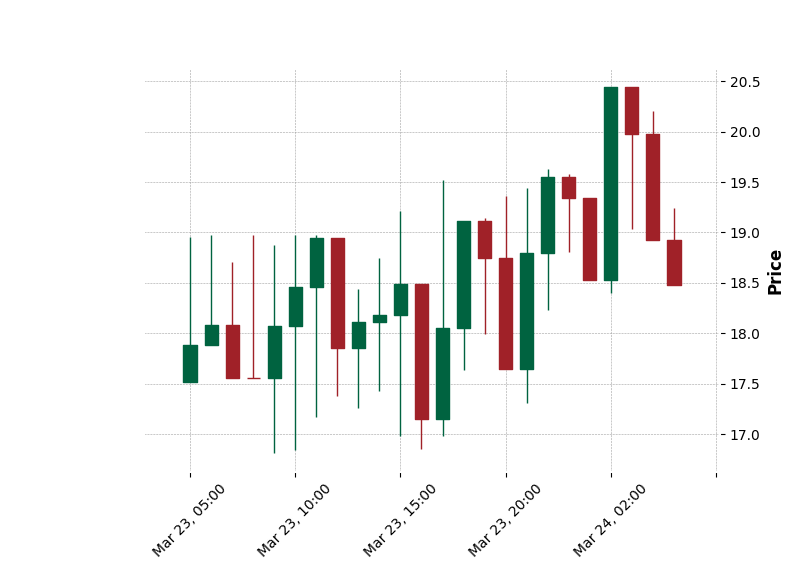 20.5
20.0
19.5
19.0
18.5
18.0
17.5
17.0
Price
Mar 23, 05:00
Mar 23, 10:00
Mar 23, 15:00
Mar 23, 20:00
Mar 24, 02:00